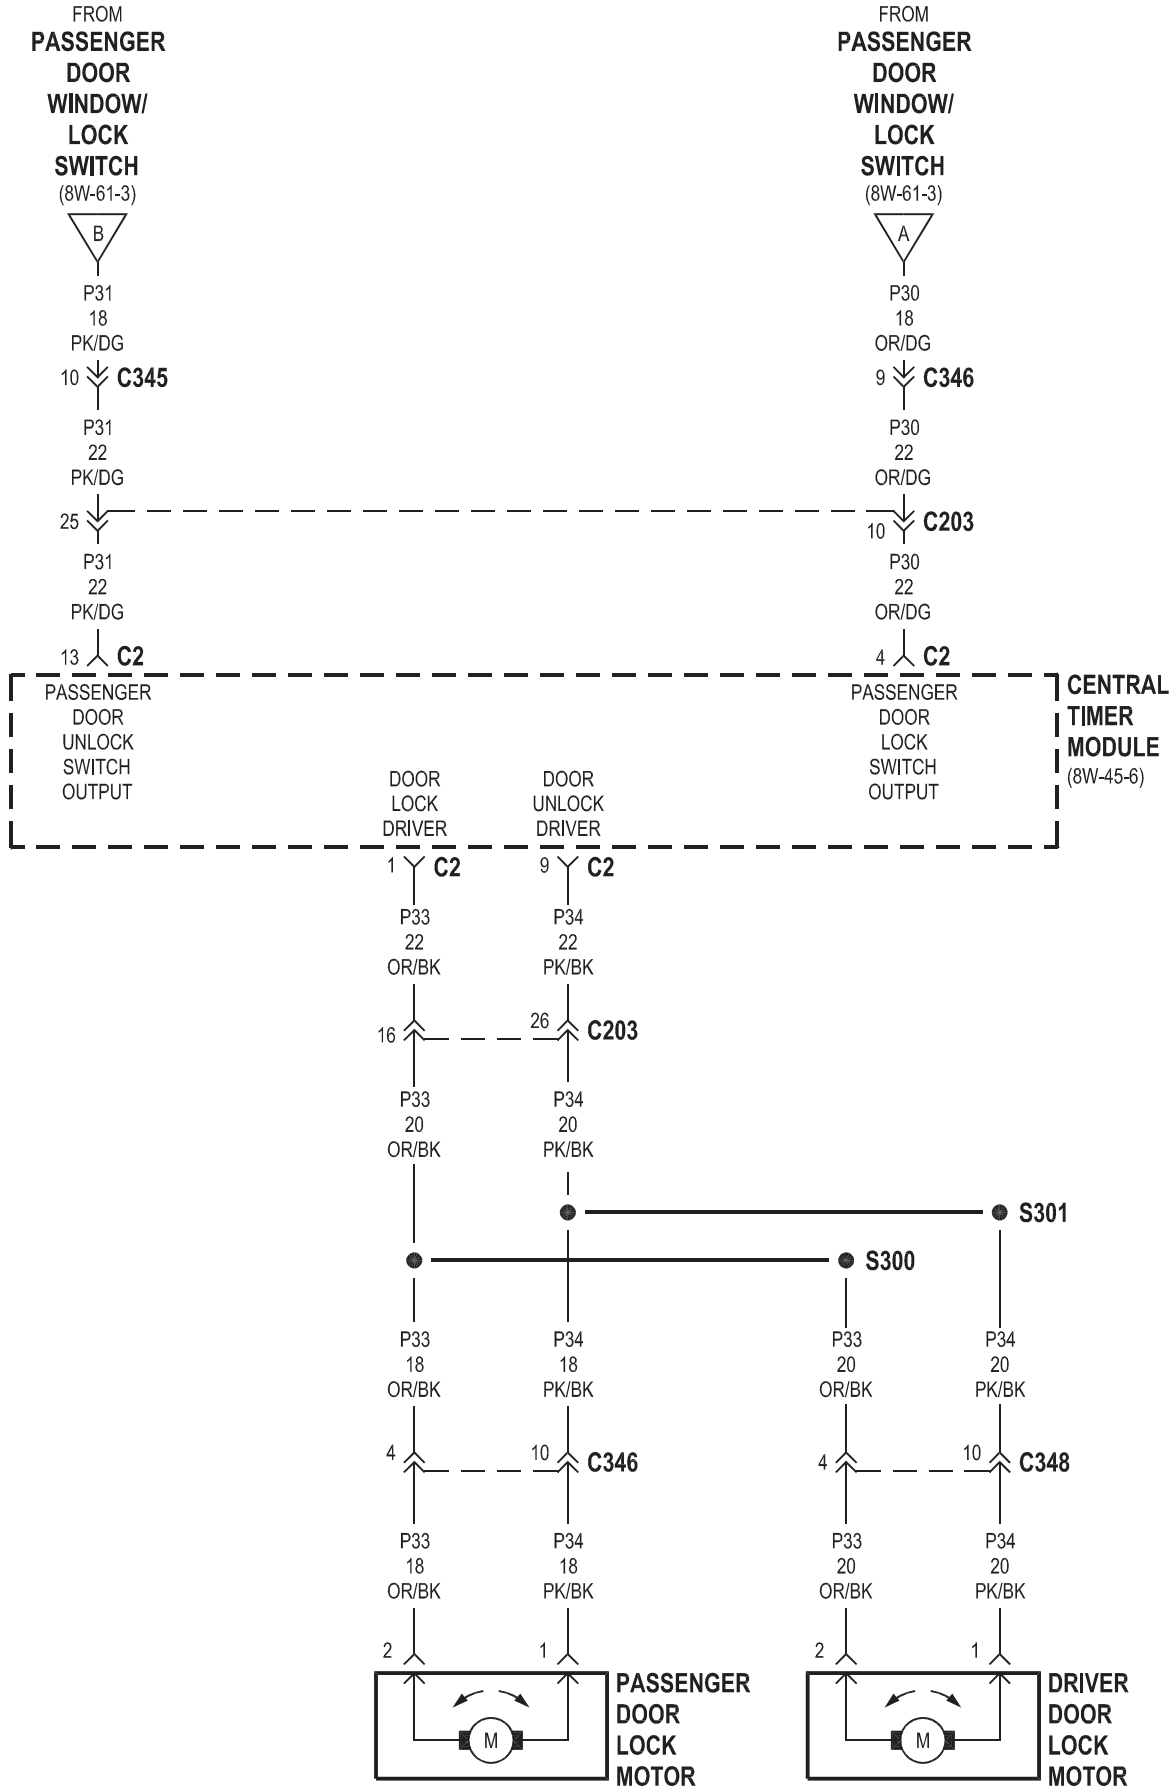 FROM
PASSENGER
DOOR
WINDOW/
LOCK
SWITCH
(8W-61-3)
B
P31
18
PK/DG
10 C345
P31
22
PK/DG
25
P31
22
PK/DG
13 C2
FROM
PASSENGER
DOOR
WINDOW/
LOCK
SWITCH
(8W-61-3)
A
P30
18
OR/DG
9 C346
P30
22
OR/DG
10 C203
P30
22
OR/DG
4 C2
PASSENGER
DOOR
UNLOCK
SWITCH
OUTPUT
DOOR
LOCK
DRIVER
DOOR
UNLOCK
DRIVER
PASSENGER
DOOR
LOCK
SWITCH
OUTPUT
CENTRAL
TIMER
MODULE
(8W-45-6)
1 C2
P33
22
OR/BK
16
P33
20
OR/BK
9 C2
P34
22
PK/BK
26 C203
P34
20
PK/BK
S301
S300
P33
18
OR/BK
4
P33
18
OR/BK
2
P34
18
PK/BK
10 C346
P34
18
PK/BK
1
M
PASSENGER
DOOR
LOCK
MOTOR
P33
20
OR/BK
4
P33
20
OR/BK
2
P34
20
PK/BK
10 C348
P34
20
PK/BK
1
M
DRIVER
DOOR
LOCK
MOTOR